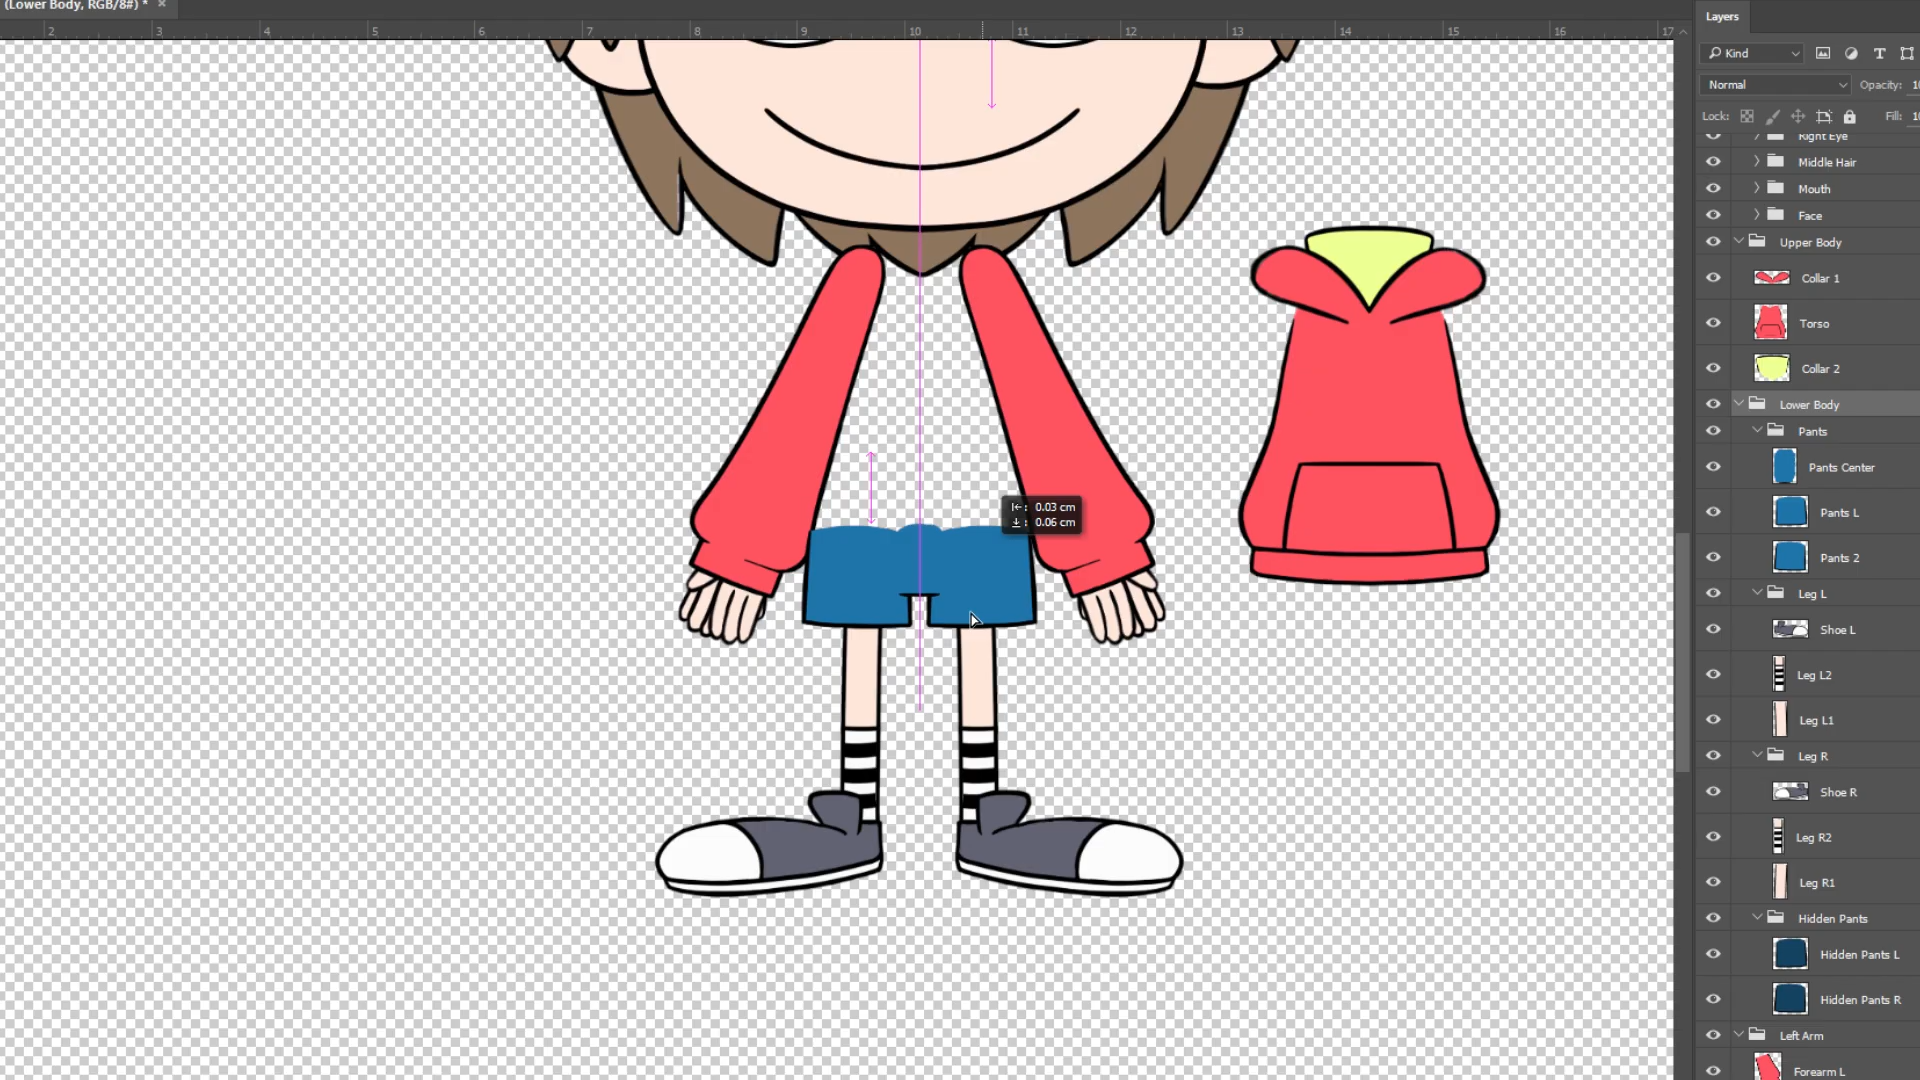 (Lower Body, RGB/8#) * ×
2 3 4 5 6 7 8 9 10 11 12 13 14 15 16 17
Layers
Kind
Normal
Opacity:
Lock:
Fill:
Right Eye
Middle Hair
Mouth
Face
Upper Body
Collar 1
Torso
Collar 2
Lower Body
Pants
Pants Center
Pants L
Pants 2
Leg L
Shoe L
Leg L2
Leg L1
Leg R
Shoe R
Leg R2
Leg R1
Hidden Pants
Hidden Pants L
Hidden Pants R
Left Arm
Forearm L
0.03 cm
0.06 cm